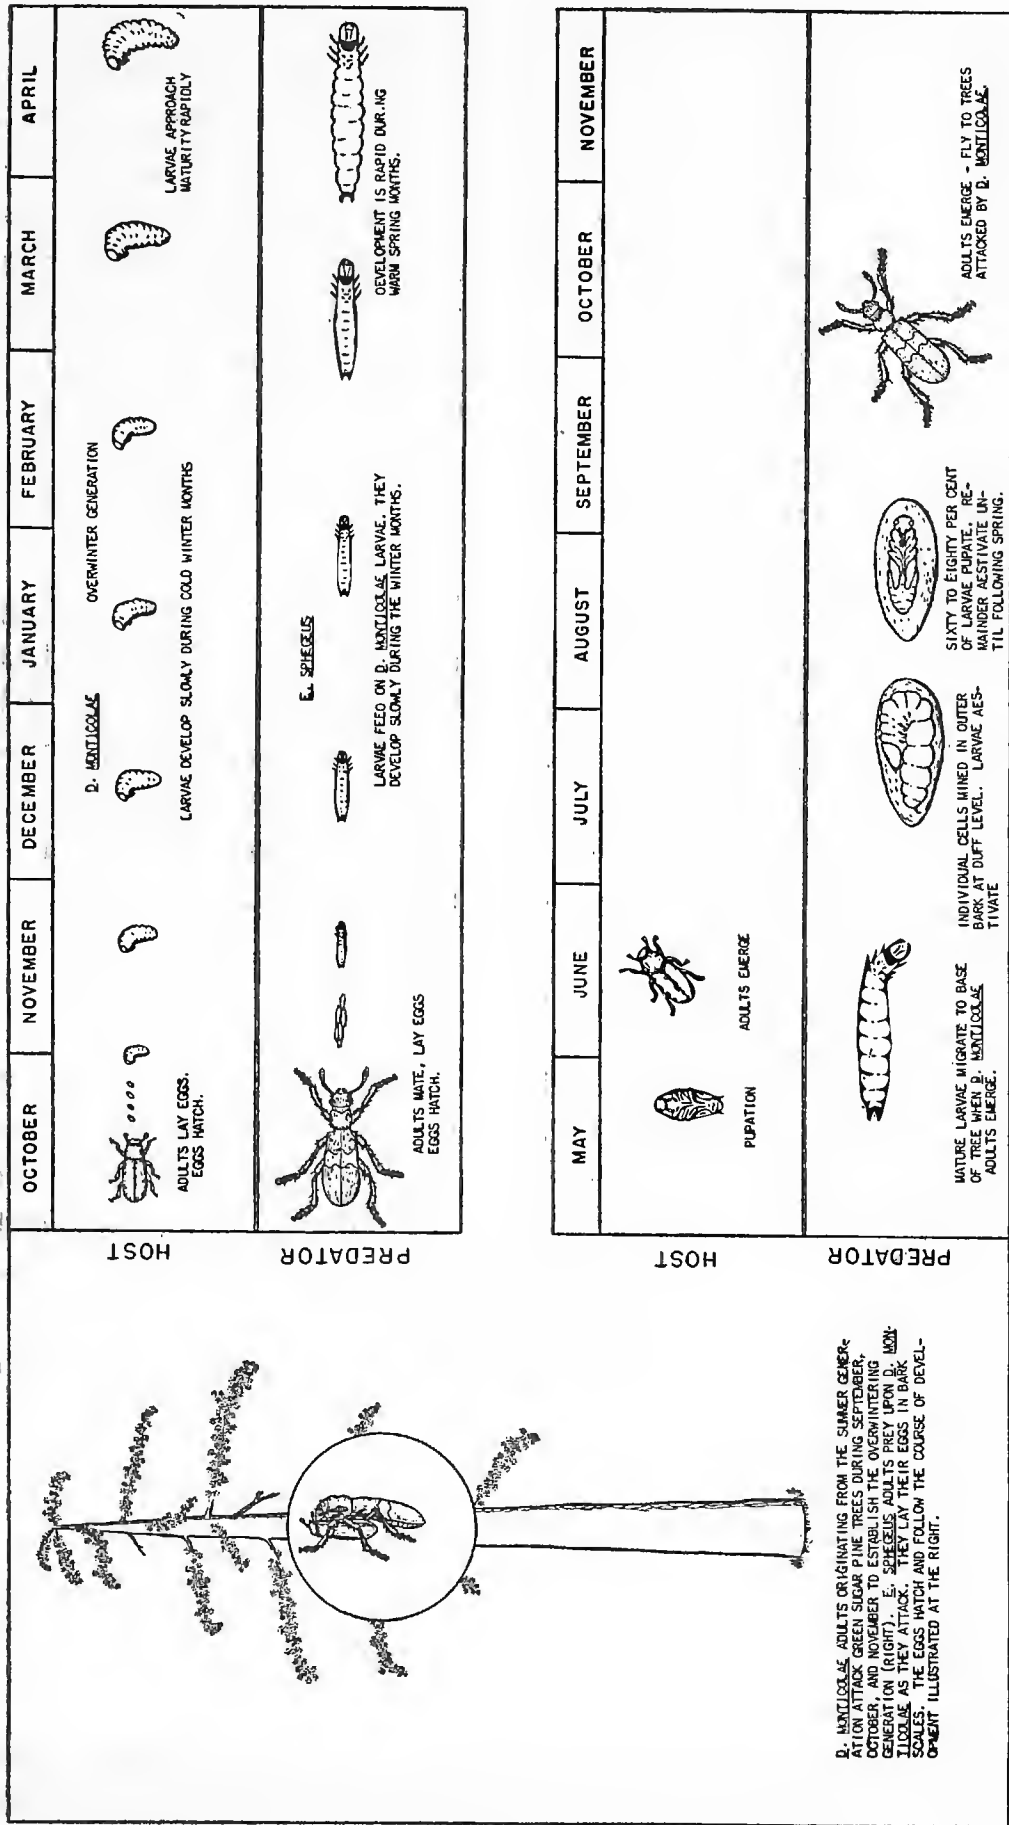 OCTOBER
NOVEMBER
DECEMBER
JANUARY
FEBRUARY
MARCH
APRIL
HOST
D. MONTICOLAE
OVERWINTER GENERATION
ADULTS LAY EGGS.
EGGS HATCH.
LARVAE DEVELOP SLOWLY DURING COLD WINTER MONTHS
LARVAE APPROACH
MATURITY RAPIDLY
PREDATOR
E. SPHEGEUS
ADULTS MATE, LAY EGGS
EGGS HATCH.
LARVAE FEED ON D. MONTICOLAE LARVAE. THEY
DEVELOP SLOWLY DURING THE WINTER MONTHS.
DEVELOPMENT IS RAPID DURING
WARM SPRING MONTHS.
MAY
JUNE
JULY
AUGUST
SEPTEMBER
OCTOBER
NOVEMBER
HOST
PUPATION
ADULTS EMERGE
PREDATOR
MATURE LARVAE MIGRATE TO BASE
OF TREE WHEN D. MONTICOLAE
ADULTS EMERGE.
INDIVIDUAL CELLS MINED IN OUTER
BARK AT DUFF LEVEL. LARVAE AES-
TIVATE
SIXTY TO EIGHTY PER CENT
OF LARVAE PUPATE. RE-
MAINDER AESTIVATE UN-
TIL FOLLOWING SPRING.
ADULTS EMERGE - FLY TO TREES
ATTACKED BY D. MONTICOLAE.
D. MONTICOLAE ADULTS ORIGINATING FROM THE SUMMER GENER-
ATION ATTACK GREEN SUGAR PINE TREES DURING SEPTEMBER,
OCTOBER, AND NOVEMBER TO ESTABLISH THE OVERWINTERING
GENERATION (RIGHT). E. SPHEGEUS ADULTS PREY UPON D. MON-
TICOLAE AS THEY ATTACK. THEY LAY THEIR EGGS IN BARK
SCALES. THE EGGS HATCH AND FOLLOW THE COURSE OF DEVEL-
OPMENT ILLUSTRATED AT THE RIGHT.